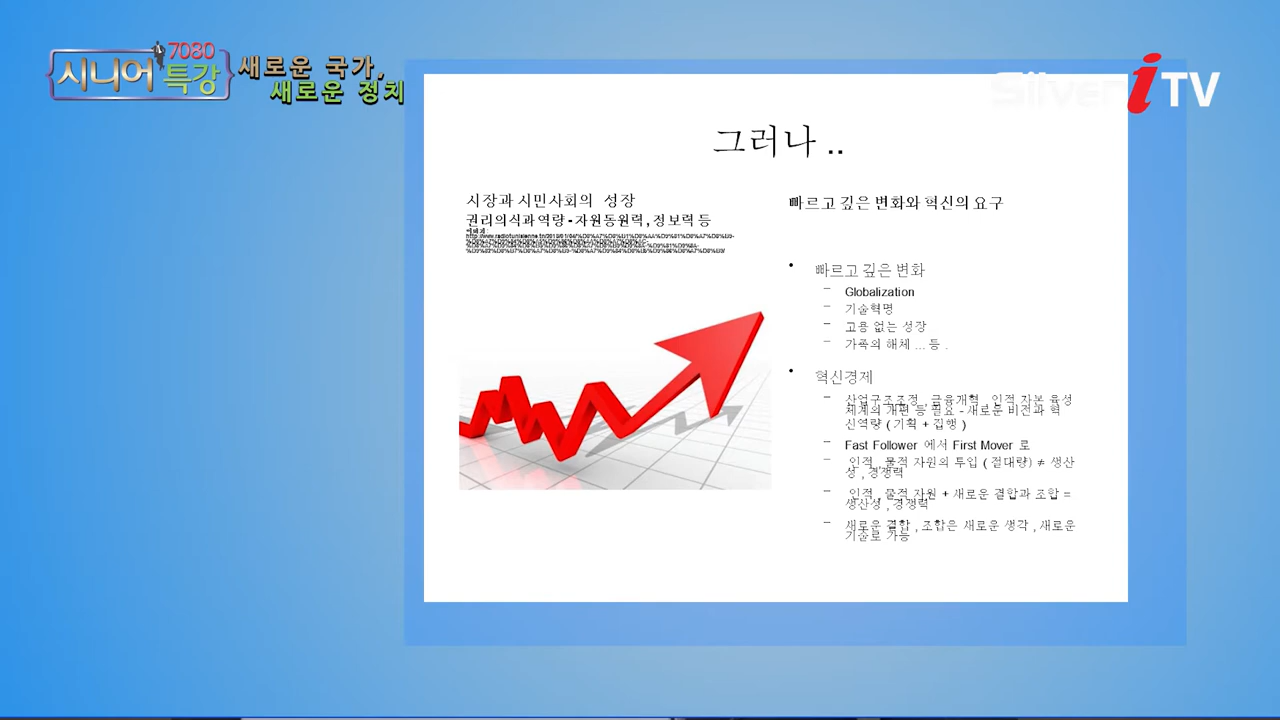 시니어 7080 특강
새로운 국가,
새로운 정치
Silver iTV
그러나 ..
시장과 시민사회의 성장
권리의식과 역량 - 자원동원력, 정보력 등
빠르고 깊은 변화와 혁신의 요구
• 빠르고 깊은 변화
– Globalization
– 기술혁명
– 고용 없는 성장
– 가족의 해체 ... 등 .
• 혁신경제
– 산업구조조정 , 금융개혁 , 인적 자본 육성
체계의 개편 등 필요 - 새로운 비전과 혁
신역량 ( 기획 + 집행 )
– Fast Follower 에서 First Mover 로
– 인적 , 물적 자원의 투입 ( 절대량) ≠ 생산
성 , 경쟁력
– 인적 , 물적 자원 + 새로운 결합과 조합 =
생산성 , 경쟁력
– 새로운 결합 , 조합은 새로운 생각 , 새로운
기술로 가능